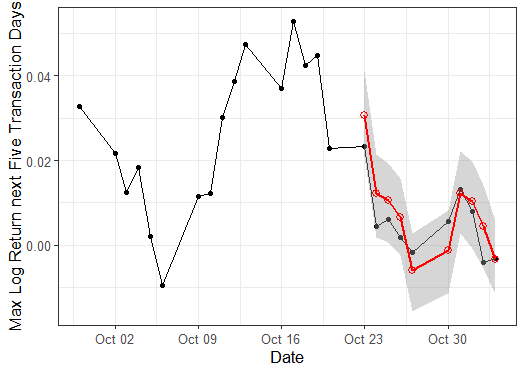 Max Log Return next Five Transaction Days
0.04
0.02
0.00
Oct 02
Oct 09
Oct 16
Oct 23
Oct 30
Date